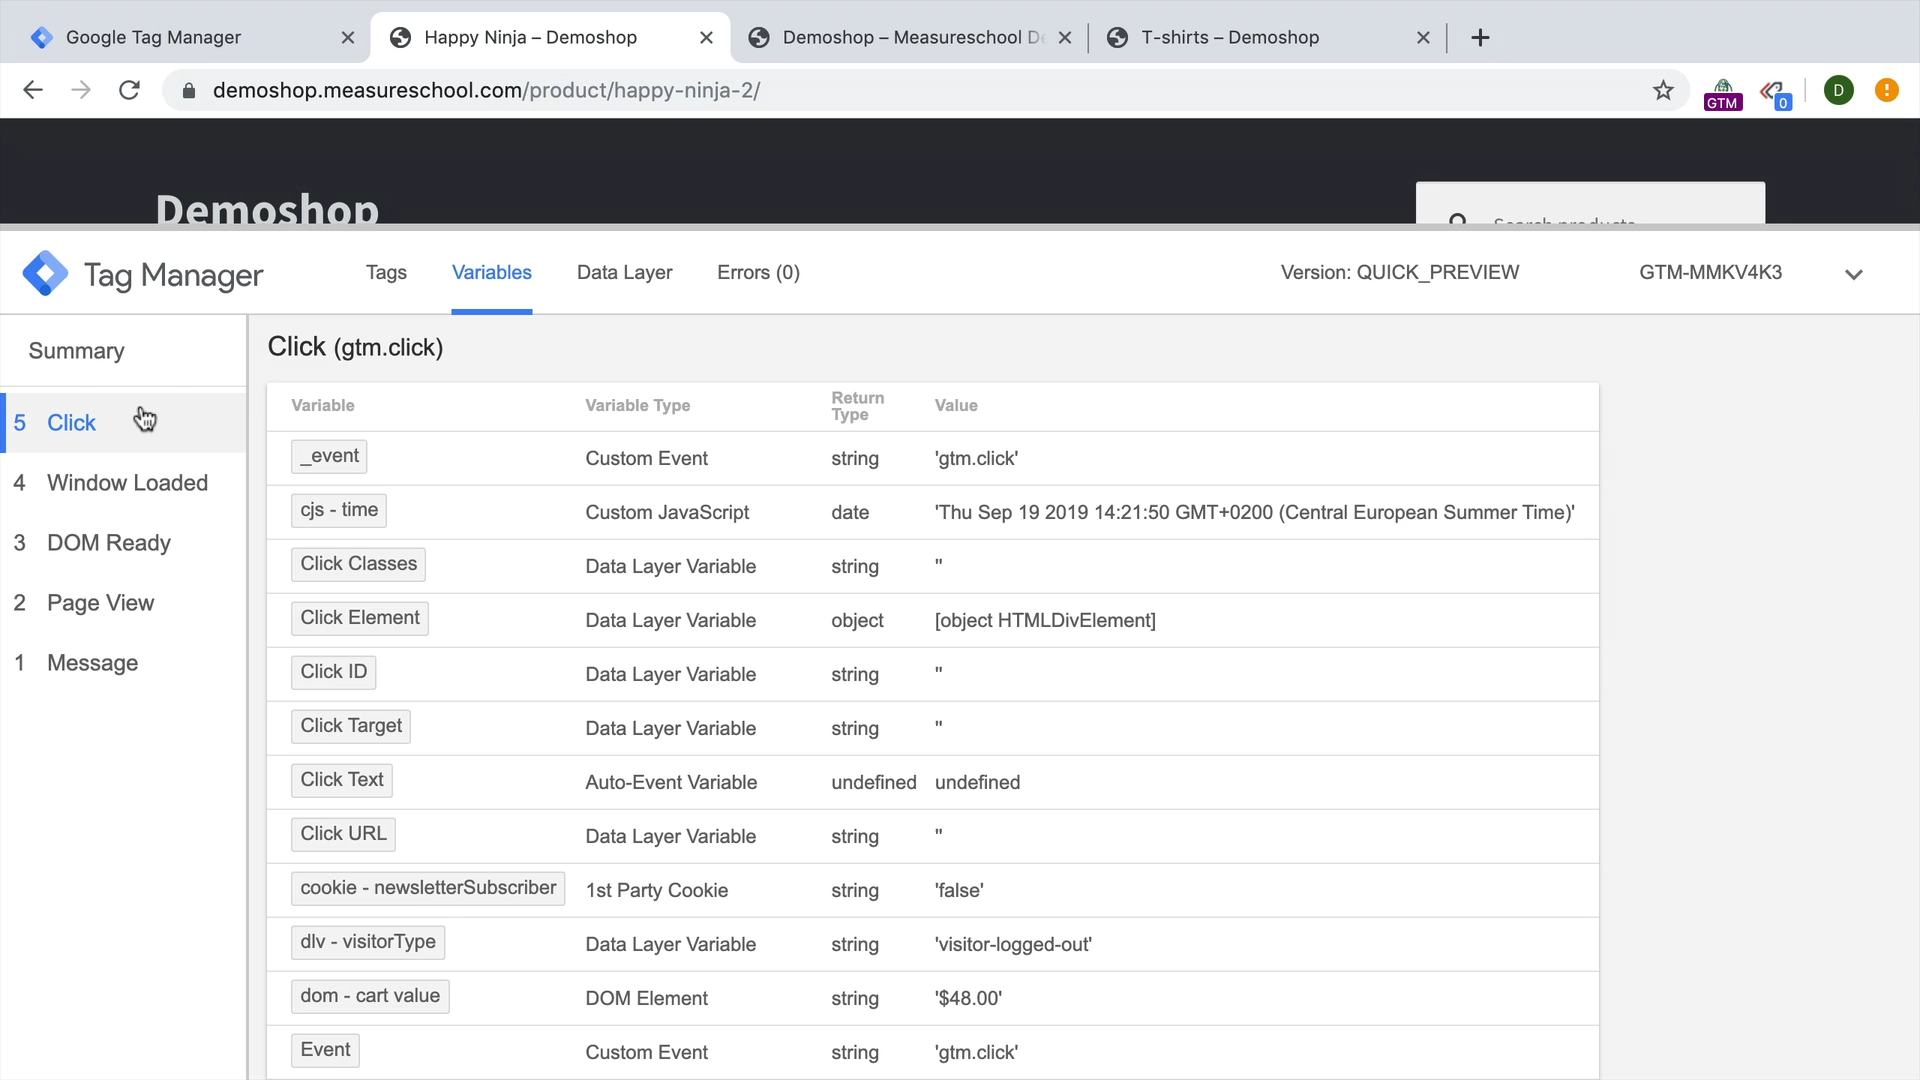 Google Tag Manager
Happy Ninja – Demoshop
Demoshop – Measureschool De
T-shirts – Demoshop
demoshop.measureschool.com/product/happy-ninja-2/
GTM
0
D
!
Demoshop
Search products
Tag Manager
Tags
Variables
Data Layer
Errors (0)
Version: QUICK_PREVIEW
GTM-MMKV4K3
Summary
5 Click
4 Window Loaded
3 DOM Ready
2 Page View
1 Message
Click (gtm.click)
Variable Variable Type Return Type Value
_event Custom Event string 'gtm.click'
cjs - time Custom JavaScript date 'Thu Sep 19 2019 14:21:50 GMT+0200 (Central European Summer Time)'
Click Classes Data Layer Variable string ''
Click Element Data Layer Variable object [object HTMLDivElement]
Click ID Data Layer Variable string ''
Click Target Data Layer Variable string ''
Click Text Auto-Event Variable undefined undefined
Click URL Data Layer Variable string ''
cookie - newsletterSubscriber 1st Party Cookie string 'false'
dlv - visitorType Data Layer Variable string 'visitor-logged-out'
dom - cart value DOM Element string '$48.00'
Event Custom Event string 'gtm.click'